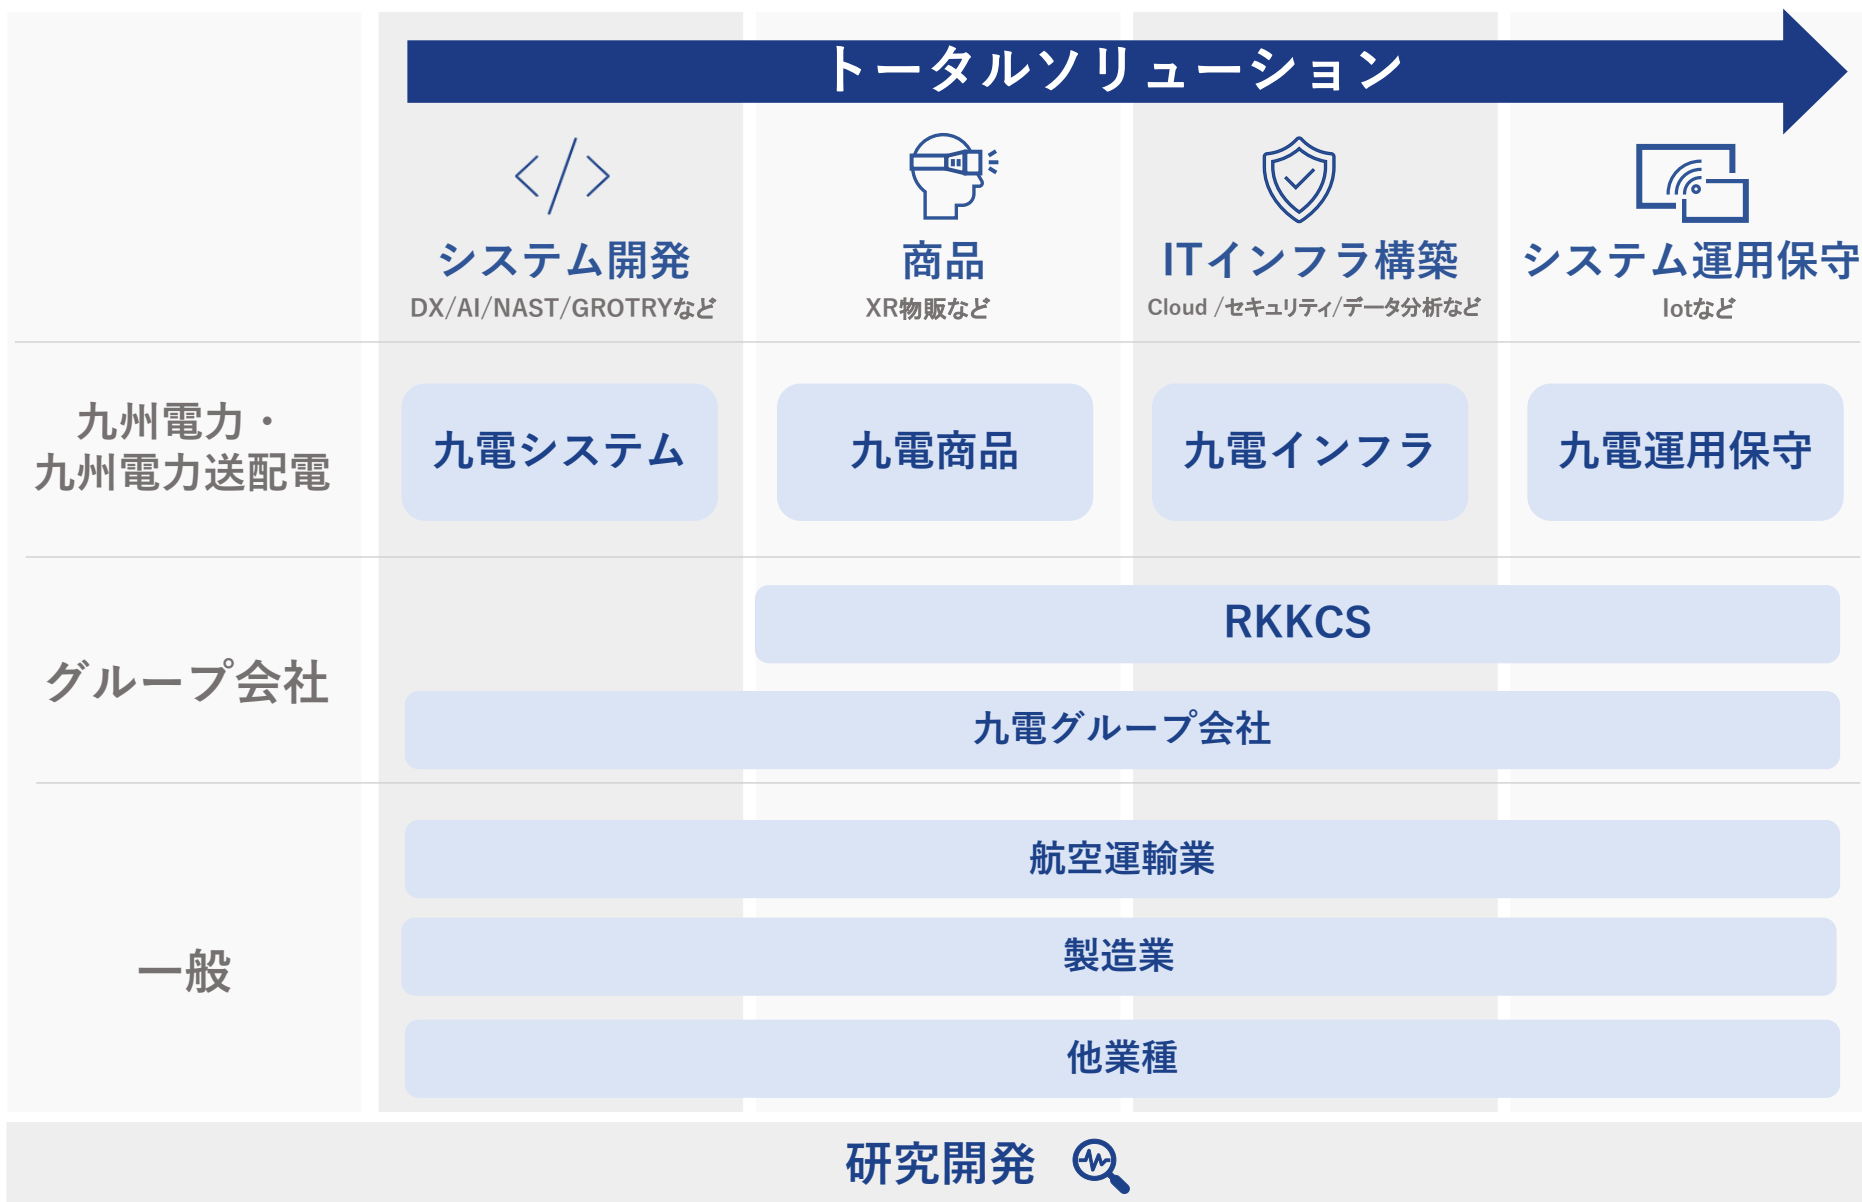 トータルソリューション
システム開発
DX/AI/NAST/GROTRYなど
商品
XR物販など
ITインフラ構築
Cloud /セキュリティ/データ分析など
システム運用保守
Iotなど
九州電力・
九州電力送配電
九電システム
九電商品
九電インフラ
九電運用保守
グループ会社
RKKCS
九電グループ会社
一般
航空運輸業
製造業
他業種
研究開発